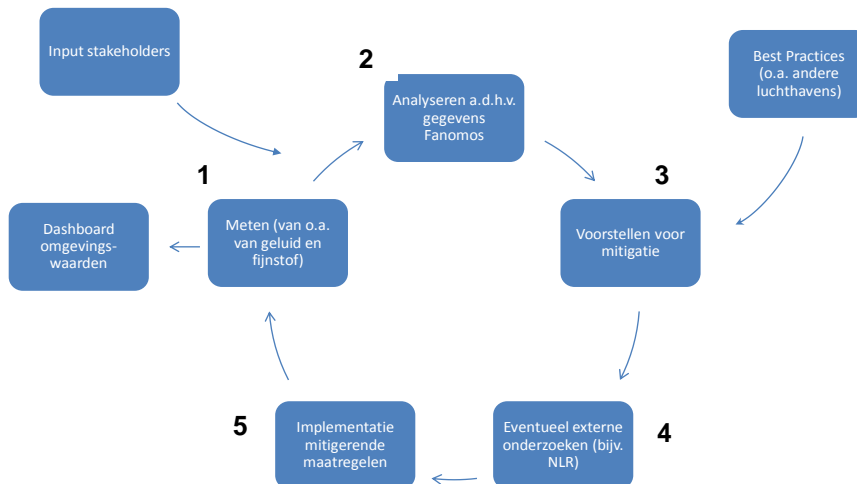 Input stakeholders
2
Analyseren a.d.h.v.
gegevens
Fanomos
Best Practices
(o.a. andere
luchthavens)
1
Meten (van o.a.
van geluid en
fijnstof)
3
Voorstellen voor
mitigatie
Dashboard
omgevings-
waarden
5
Implementatie
mitigerende
maatregelen
Eventueel externe
onderzoeken (bijv.
NLR)
4